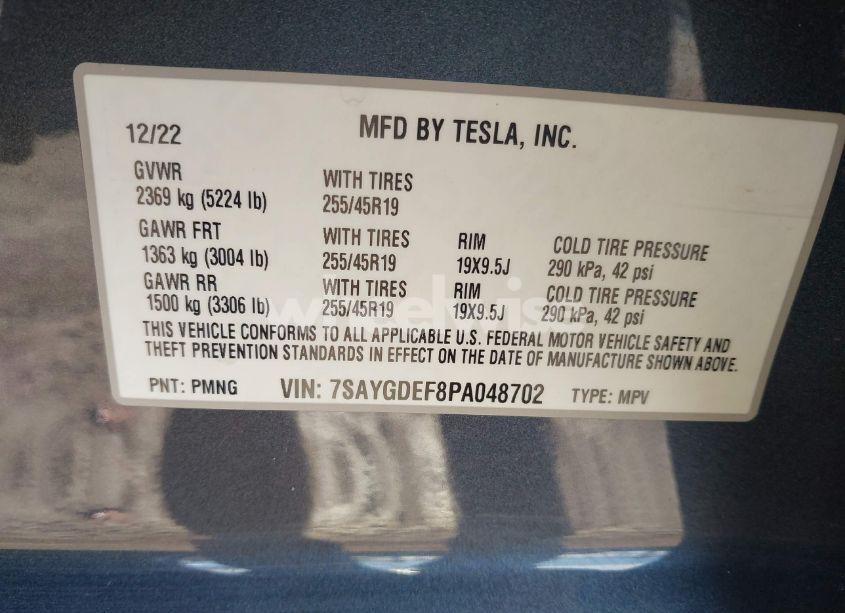 12/22 MFD BY TESLA, INC.
GVWR
2369 kg (5224 lb)
WITH TIRES
255/45R19
GAWR FRT
1363 kg (3004 lb)
WITH TIRES
255/45R19
RIM
19X9.5J
COLD TIRE PRESSURE
290 kPa, 42 psi
GAWR RR
1500 kg (3306 lb)
WITH TIRES
255/45R19
RIM
19X9.5J
COLD TIRE PRESSURE
290 kPa, 42 psi
THIS VEHICLE CONFORMS TO ALL APPLICABLE U.S. FEDERAL MOTOR VEHICLE SAFETY AND
THEFT PREVENTION STANDARDS IN EFFECT ON THE DATE OF MANUFACTURE SHOWN ABOVE.
PNT: PMNG VIN: 7SAYGDEF8PA048702 TYPE: MPV